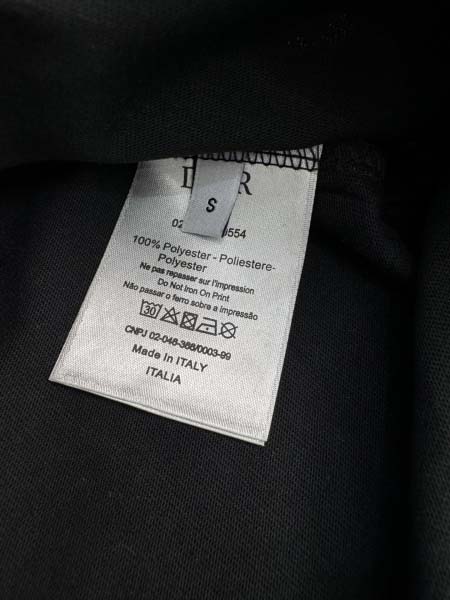 S
100% Polyester - Poliestere-
Polyester
Ne pas repasser sur l'impression
Do Not Iron On Print
Não passar o ferro sobre a impressão
30
CNPJ 02-048-388/0003-99
Made in ITALY
ITALIA